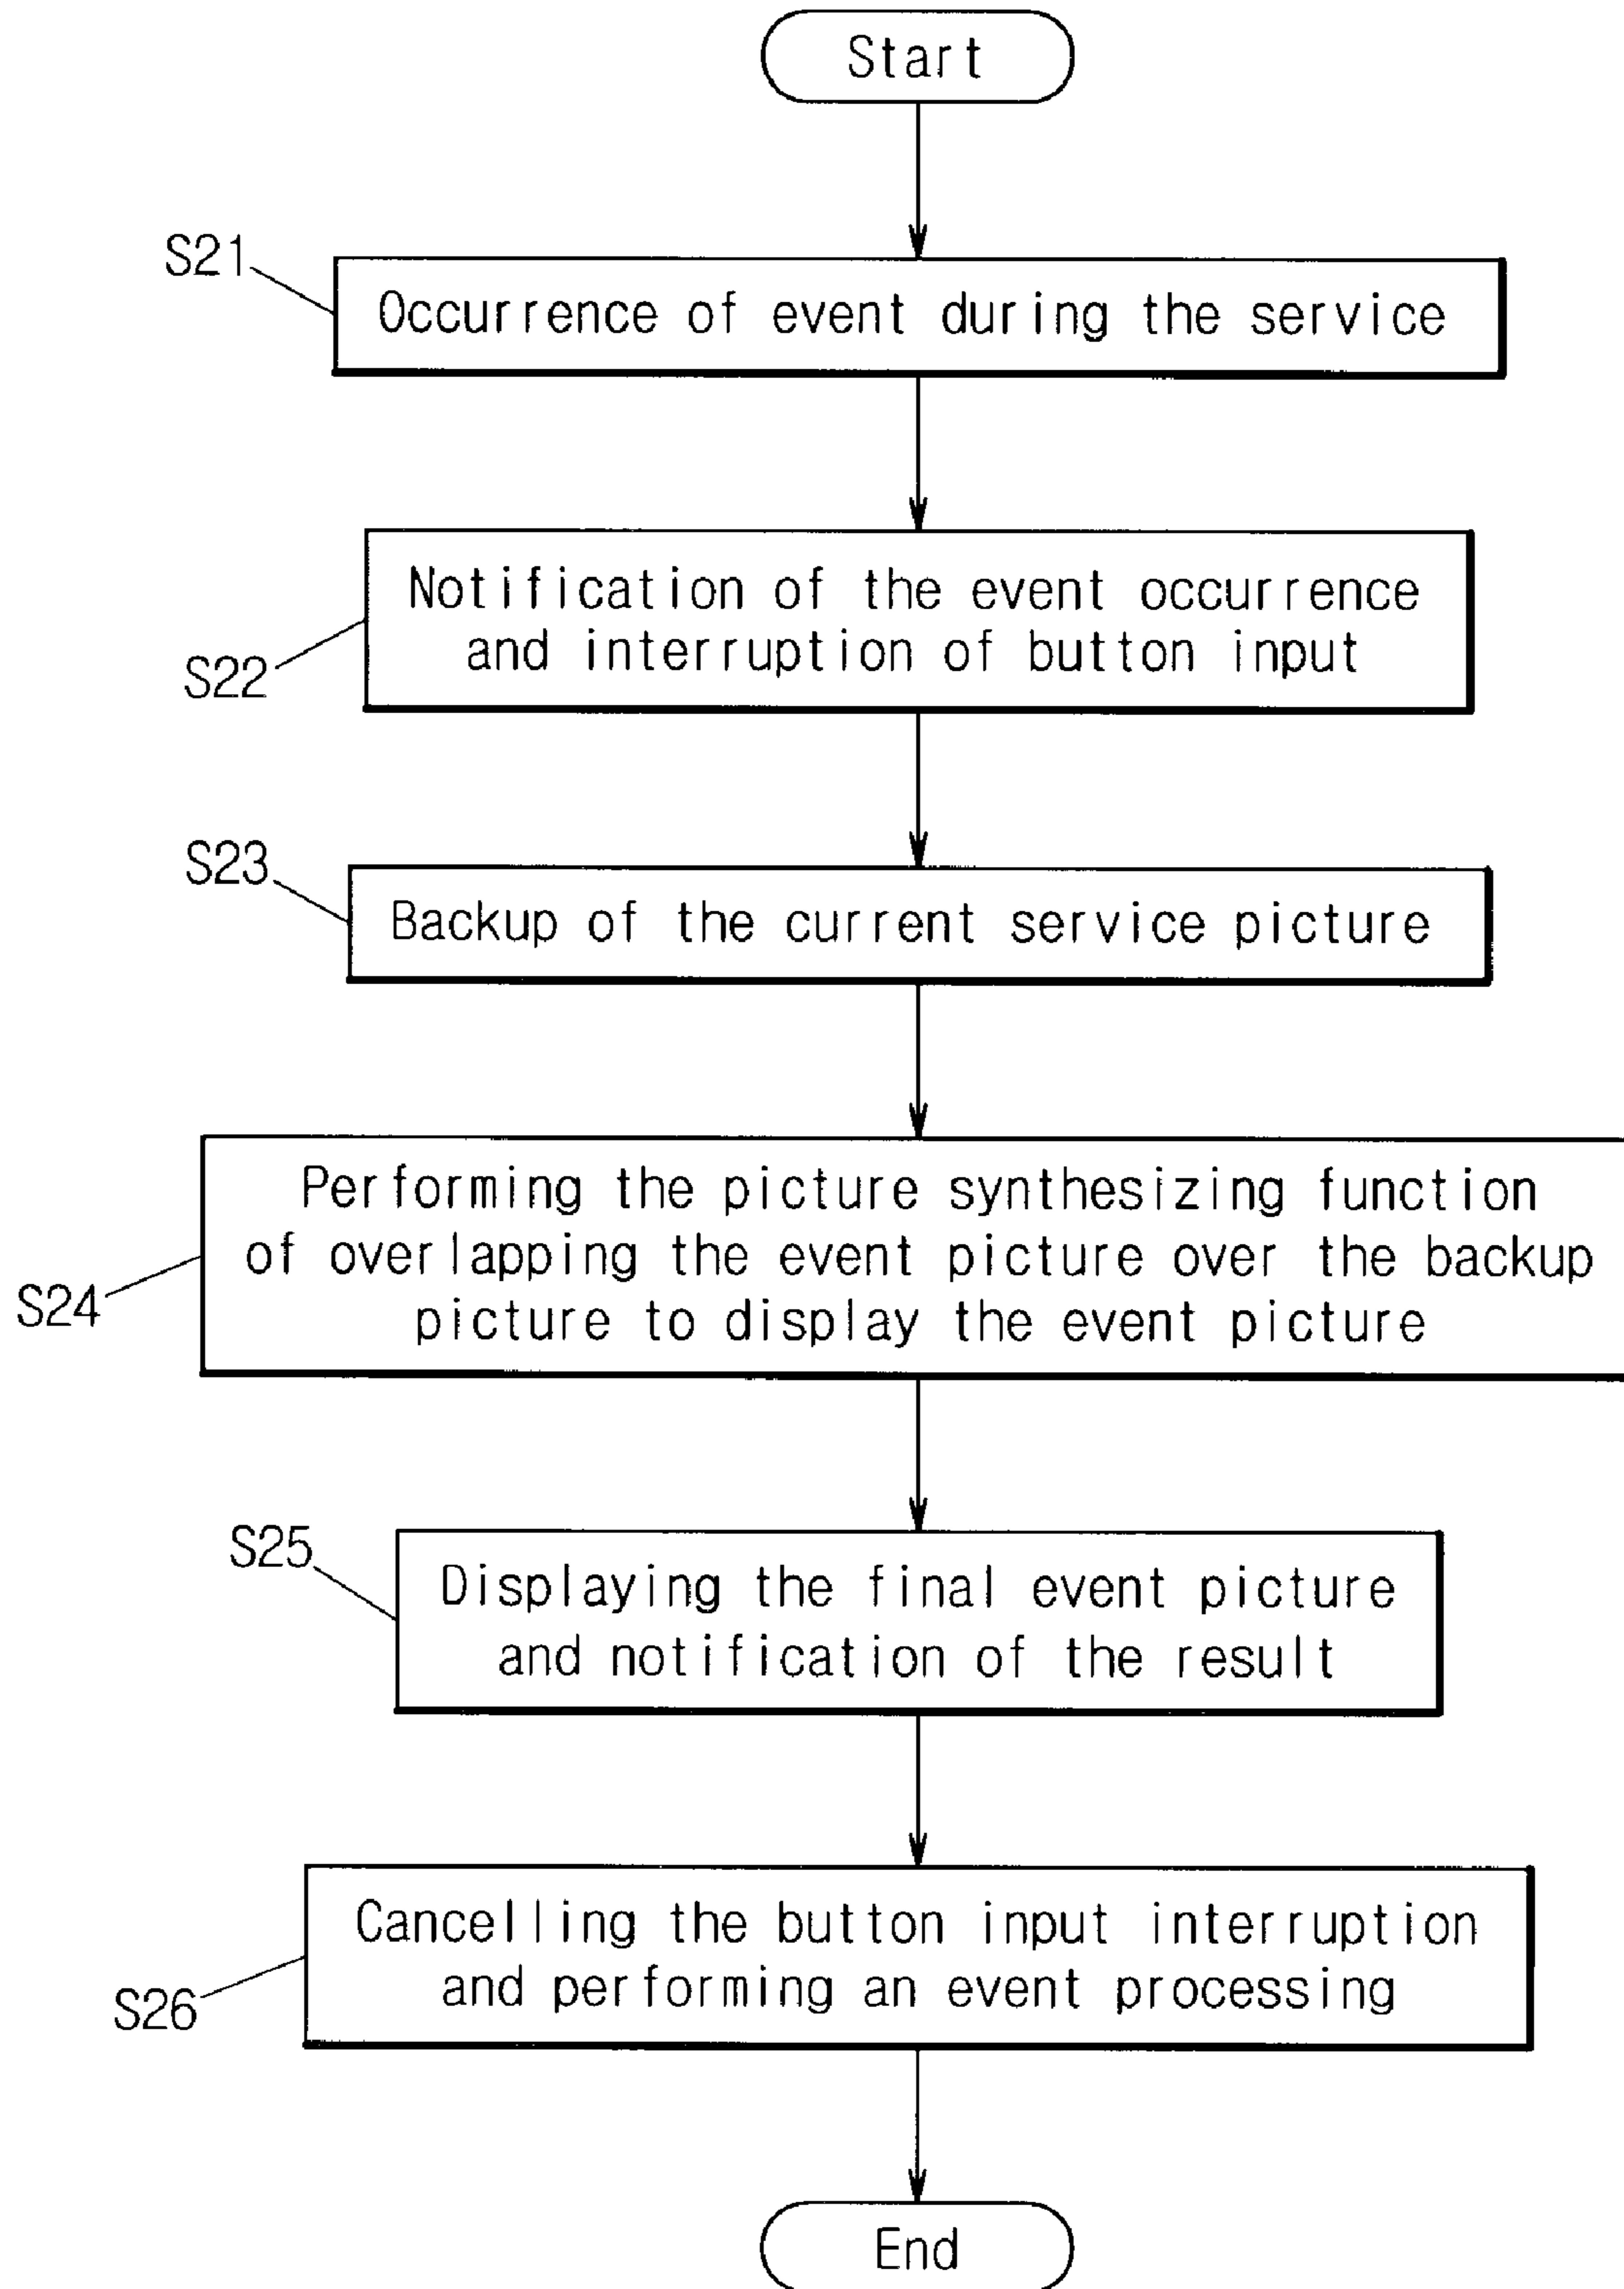 Start
S21
Occurrence of event during the service
S22
Notification of the event occurrence
and interruption of button input
S23
Backup of the current service picture
S24
Performing the picture synthesizing function
of overlapping the event picture over the backup
picture to display the event picture
S25
Displaying the final event picture
and notification of the result
S26
Cancelling the button input interruption
and performing an event processing
End